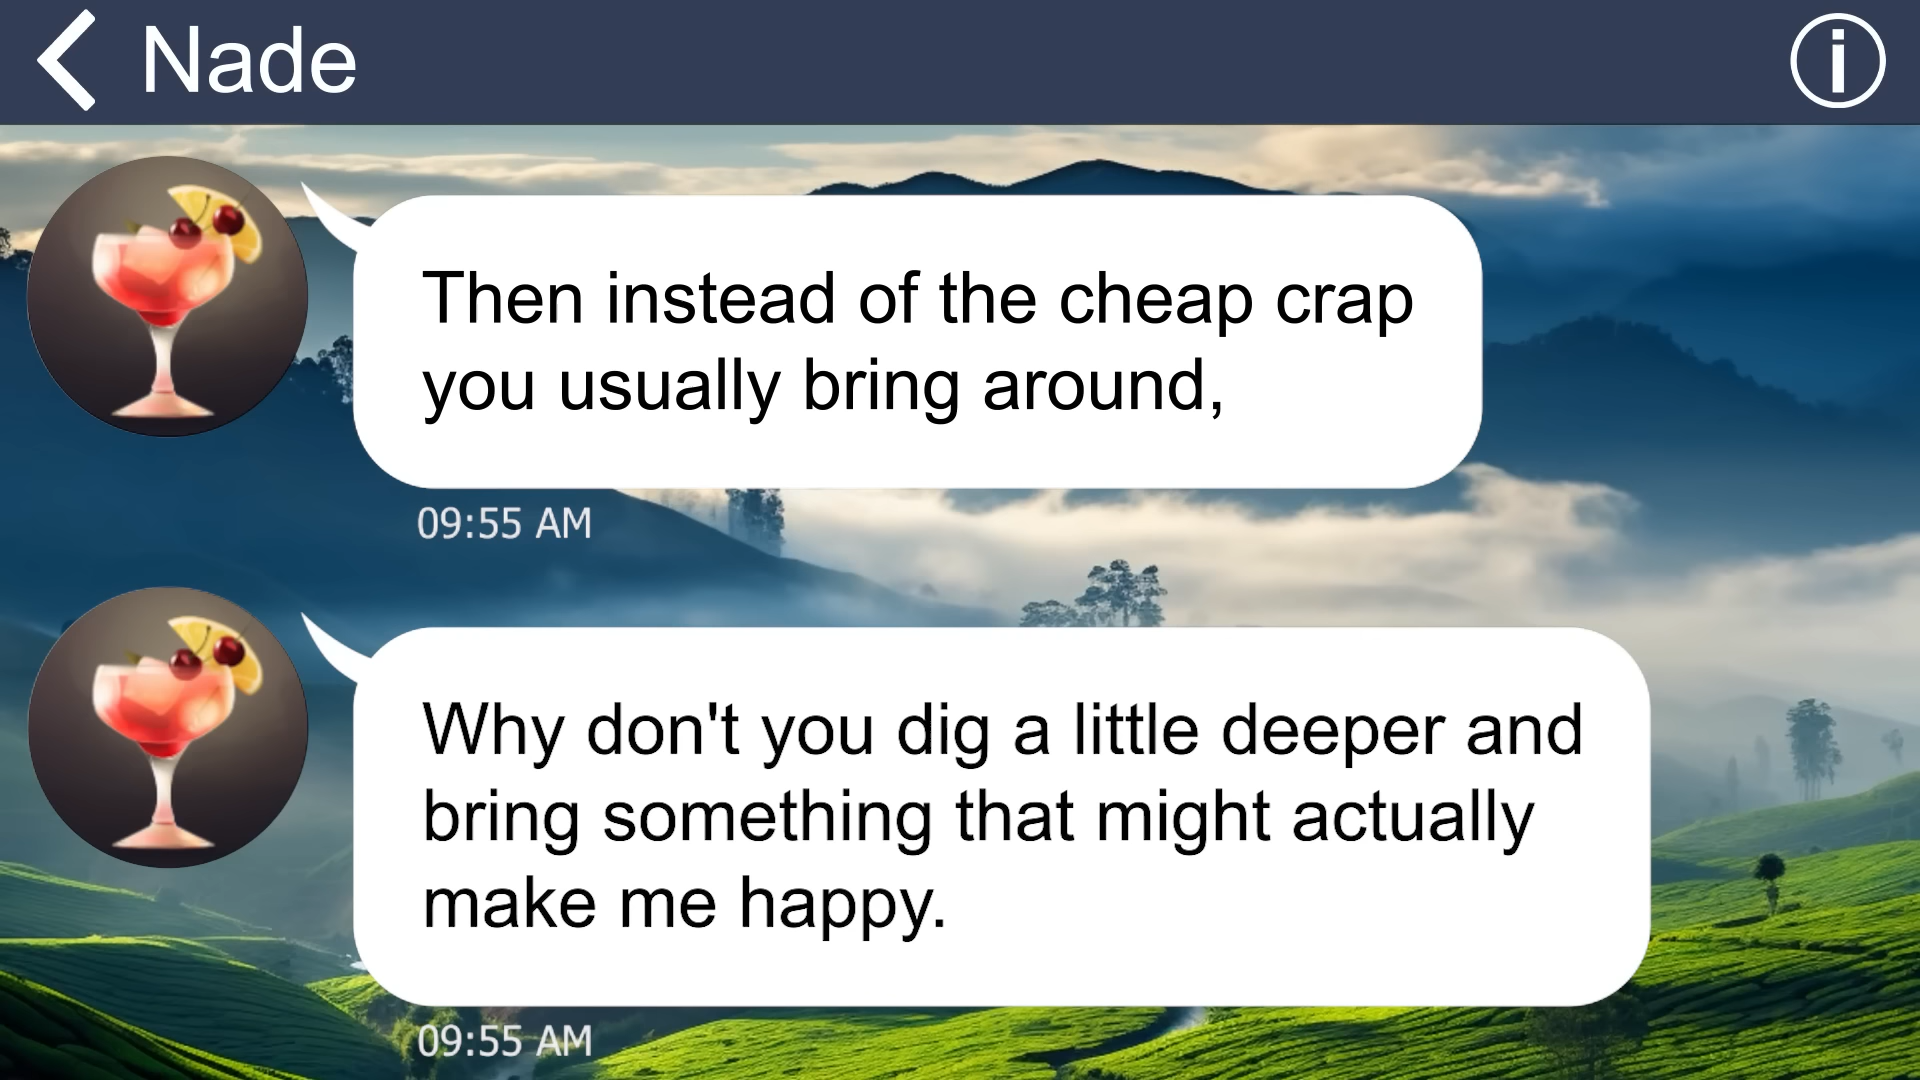 Nade
Then instead of the cheap crap
you usually bring around,
09:55 AM
Why don't you dig a little deeper and
bring something that might actually
make me happy.
09:55 AM